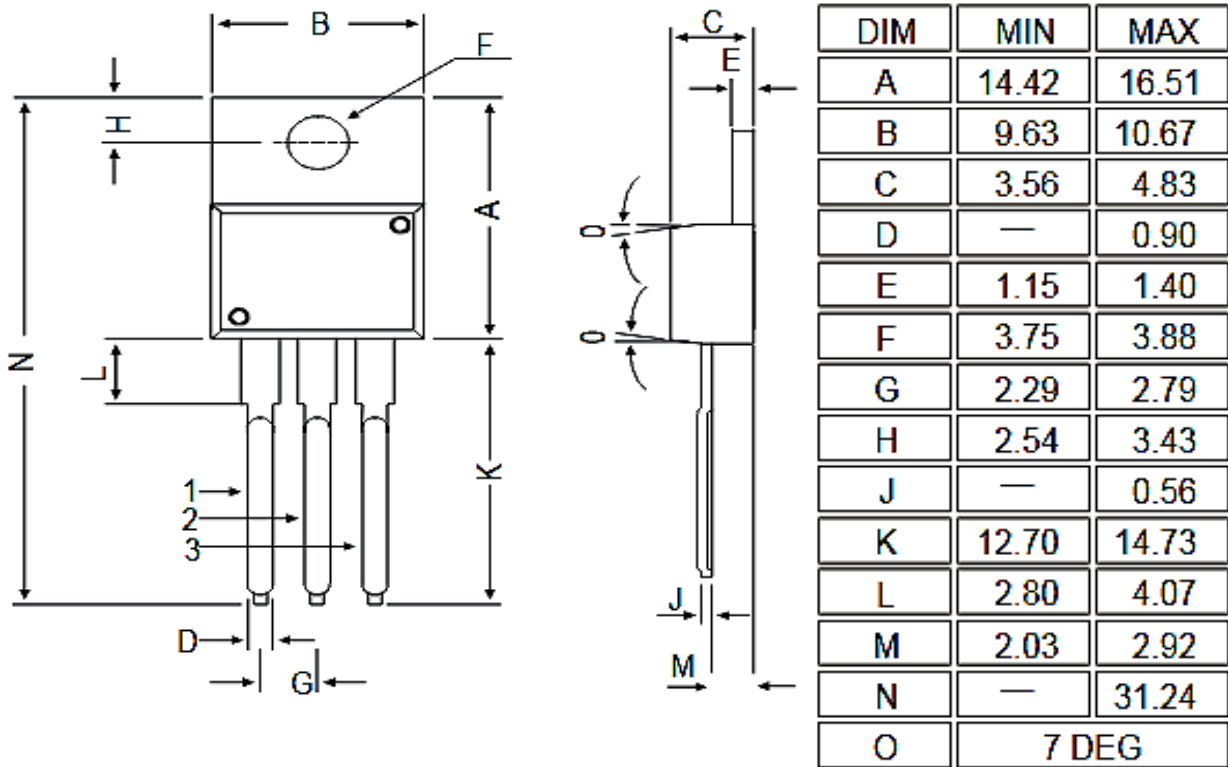 B
F
H
N
A
L
K
1
2
3
D
G
C
E
0
0
J
M
DIM MIN MAX
A 14.42 16.51
B 9.63 10.67
C 3.56 4.83
D — 0.90
E 1.15 1.40
F 3.75 3.88
G 2.29 2.79
H 2.54 3.43
J — 0.56
K 12.70 14.73
L 2.80 4.07
M 2.03 2.92
N — 31.24
O 7 DEG